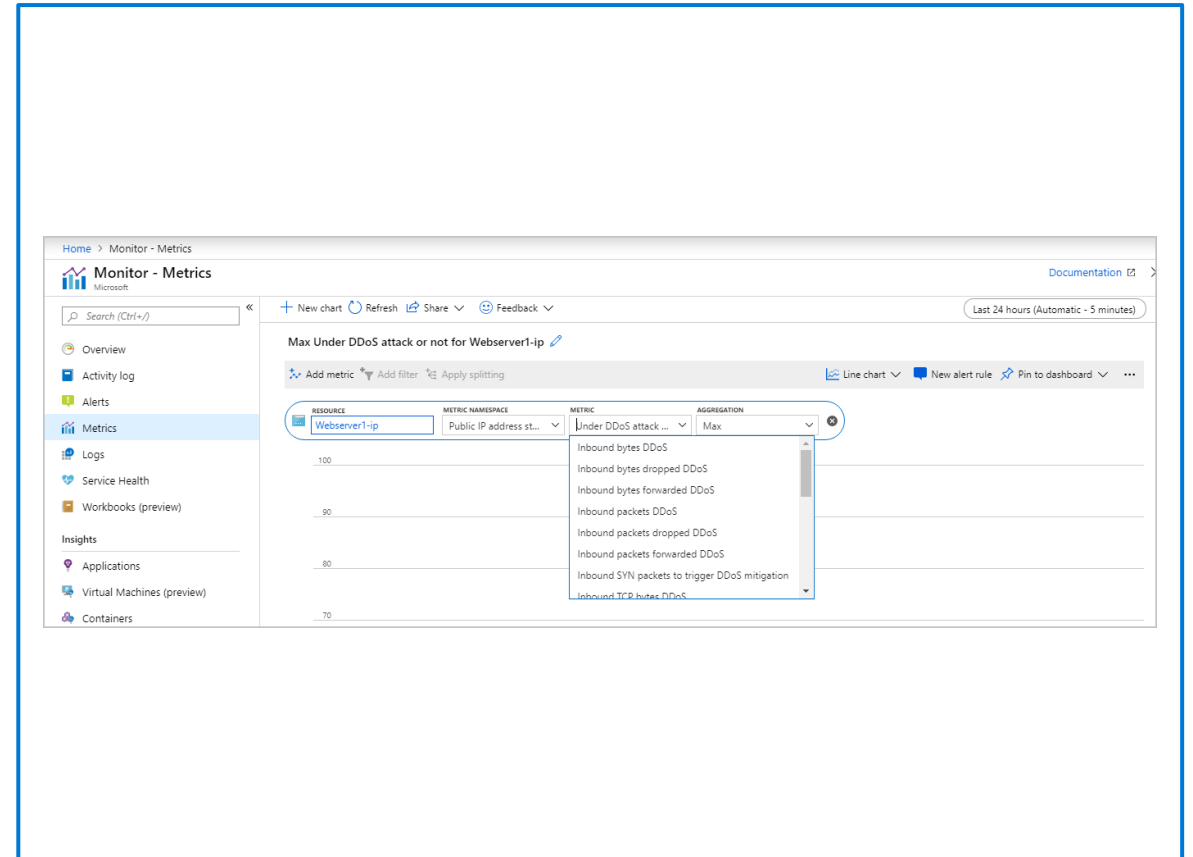 Home > Monitor - Metrics
Monitor - Metrics
Microsoft
Documentation
Search (Ctrl+/)
«
Overview
Activity log
Alerts
Metrics
Logs
Service Health
Workbooks (preview)
Insights
Applications
Virtual Machines (preview)
Containers
New chart Refresh Share Feedback
Last 24 hours (Automatic - 5 minutes)
Max Under DDoS attack or not for Webserver1-ip
Add metric Add filter Apply splitting Line chart New alert rule Pin to dashboard ...
RESOURCE METRIC NAMESPACE METRIC AGGREGATION
Webserver1-ip Public IP address st... Under DDoS attack ... Max
Inbound bytes DDoS
Inbound bytes dropped DDoS
Inbound bytes forwarded DDoS
Inbound packets DDoS
Inbound packets dropped DDoS
Inbound packets forwarded DDoS
Inbound SYN packets to trigger DDoS mitigation
Inbound TCP bytes DDoS
100
90
80
70